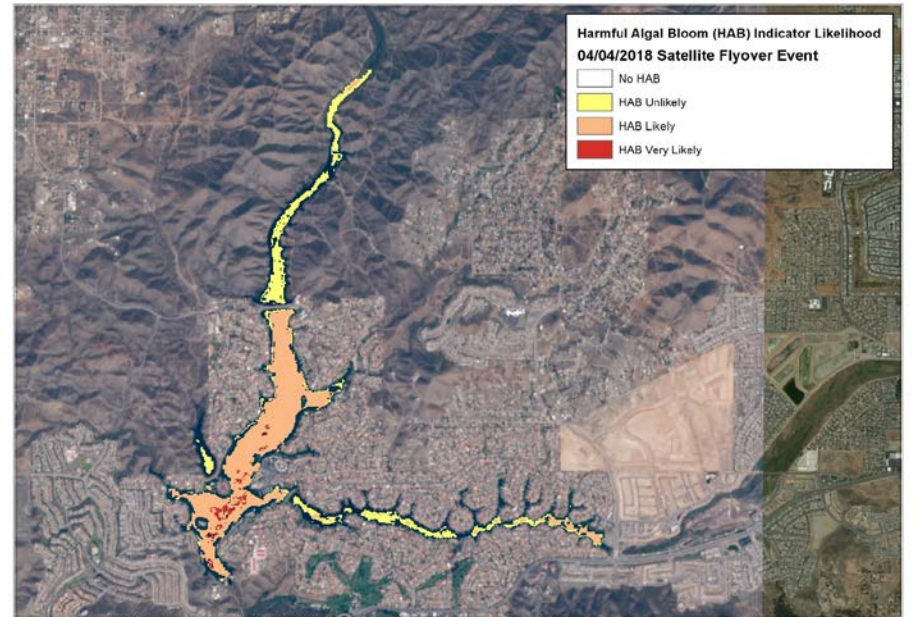 Harmful Algal Bloom (HAB) Indicator Likelihood
04/04/2018 Satellite Flyover Event
No HAB
HAB Unlikely
HAB Likely
HAB Very Likely